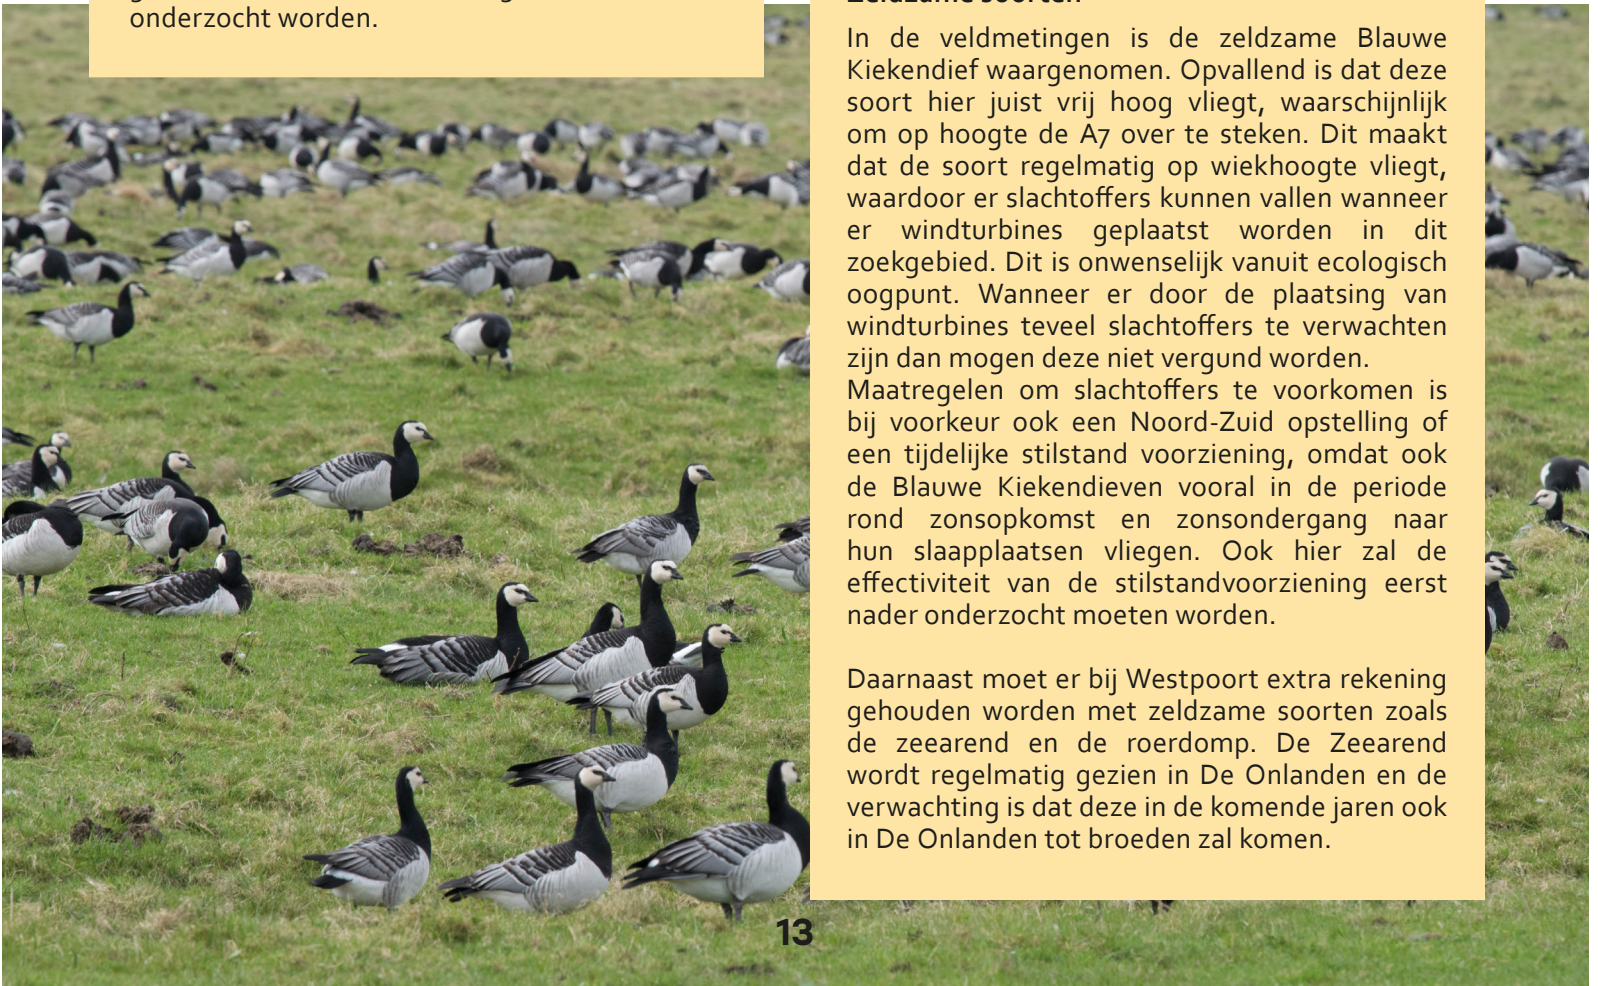 onderzocht worden.
Zeldzame soorten
In de veldmetingen is de zeldzame Blauwe
Kiekendief waargenomen. Opvallend is dat deze
soort hier juist vrij hoog vliegt, waarschijnlijk
om op hoogte de A7 over te steken. Dit maakt
dat de soort regelmatig op wiekhoogte vliegt,
waardoor er slachtoffers kunnen vallen wanneer
er windturbines geplaatst worden in dit
zoekgebied. Dit is onwenselijk vanuit ecologisch
oogpunt. Wanneer er door de plaatsing van
windturbines teveel slachtoffers te verwachten
zijn dan mogen deze niet vergund worden.
Maatregelen om slachtoffers te voorkomen is
bij voorkeur ook een Noord-Zuid opstelling of
een tijdelijke stilstand voorziening, omdat ook
de Blauwe Kiekendieven vooral in de periode
rond zonsopkomst en zonsondergang naar
hun slaapplaatsen vliegen. Ook hier zal de
effectiviteit van de stilstandvoorziening eerst
nader onderzocht moeten worden.
Daarnaast moet er bij Westpoort extra rekening
gehouden worden met zeldzame soorten zoals
de zeearend en de roerdomp. De Zeearend
wordt regelmatig gezien in De Onlanden en de
verwachting is dat deze in de komende jaren ook
in De Onlanden tot broeden zal komen.
13